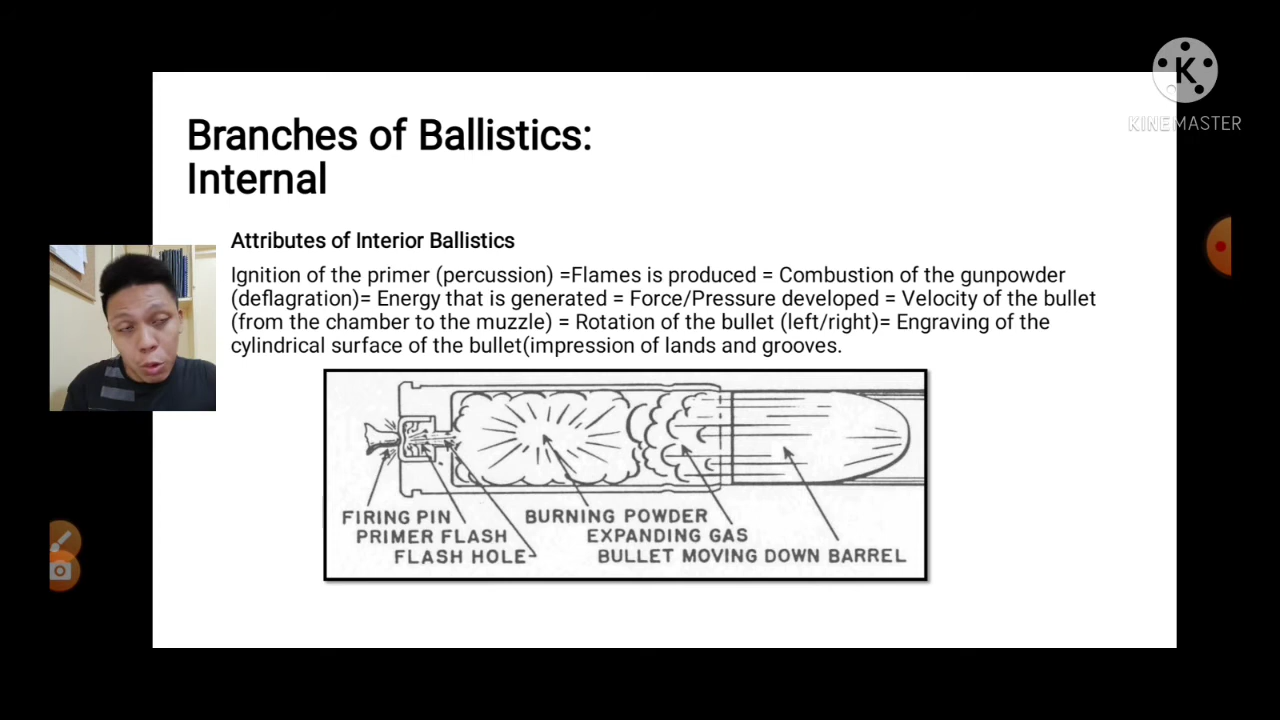 K
KINEMASTER
Branches of Ballistics:
Internal
Attributes of Interior Ballistics
Ignition of the primer (percussion) =Flames is produced = Combustion of the gunpowder
(deflagration)= Energy that is generated = Force/Pressure developed = Velocity of the bullet
(from the chamber to the muzzle) = Rotation of the bullet (left/right)= Engraving of the
cylindrical surface of the bullet(impression of lands and grooves.
FIRING PIN
PRIMER FLASH
FLASH HOLE
BURNING POWDER
EXPANDING GAS
BULLET MOVING DOWN BARREL